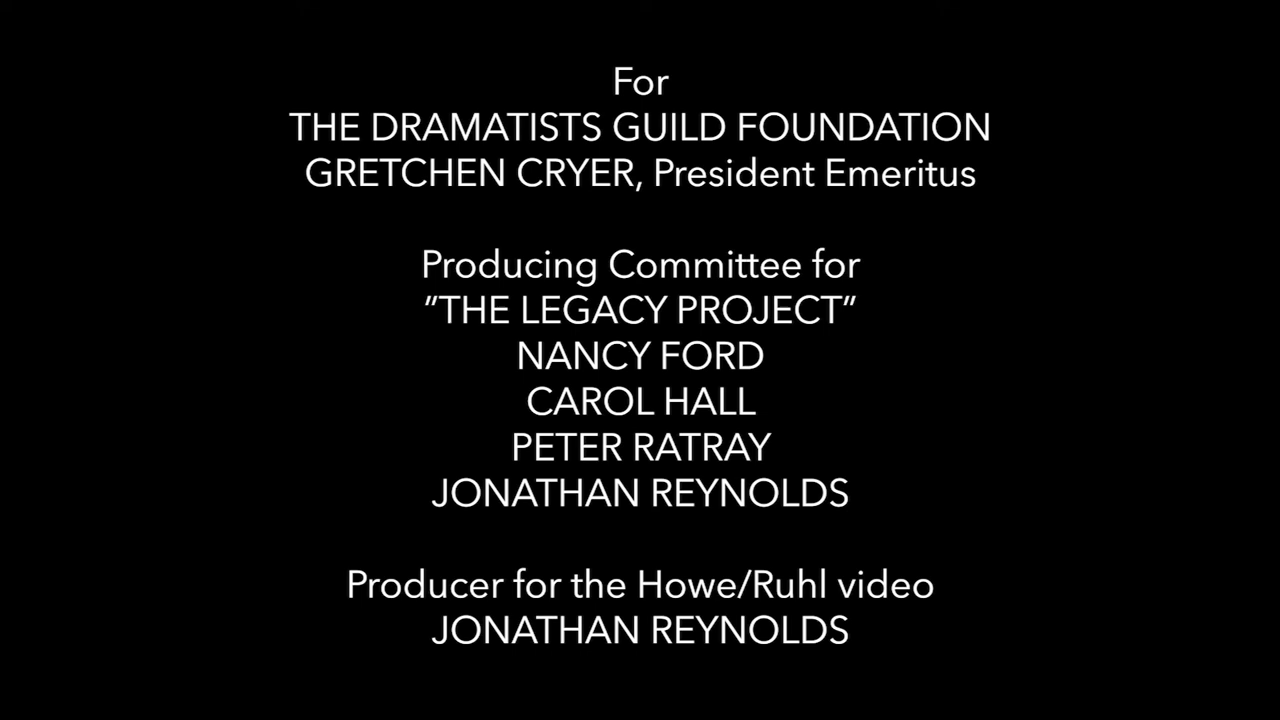 For
THE DRAMATISTS GUILD FOUNDATION
GRETCHEN CRYER, President Emeritus
Producing Committee for
”THE LEGACY PROJECT”
NANCY FORD
CAROL HALL
PETER RATRAY
JONATHAN REYNOLDS
Producer for the Howe/Ruhl video
JONATHAN REYNOLDS